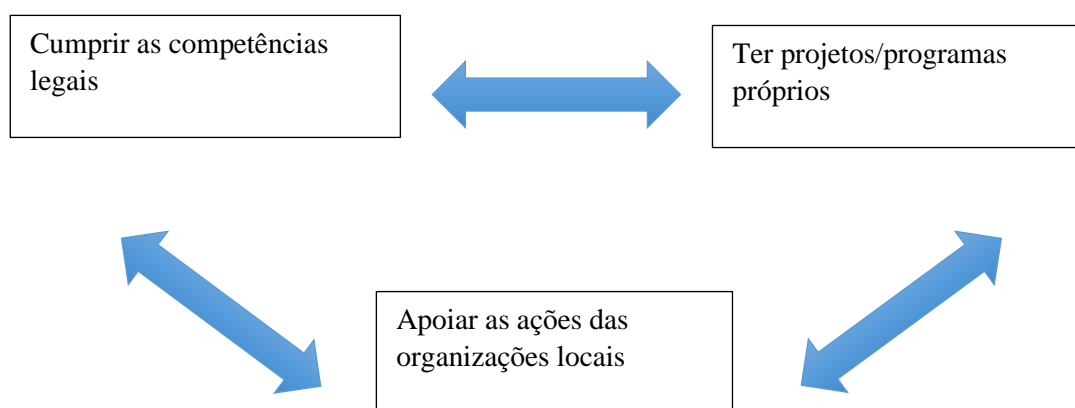 Cumprir as competências
legais
Ter projetos/programas
próprios
Apoiar as ações das
organizações locais